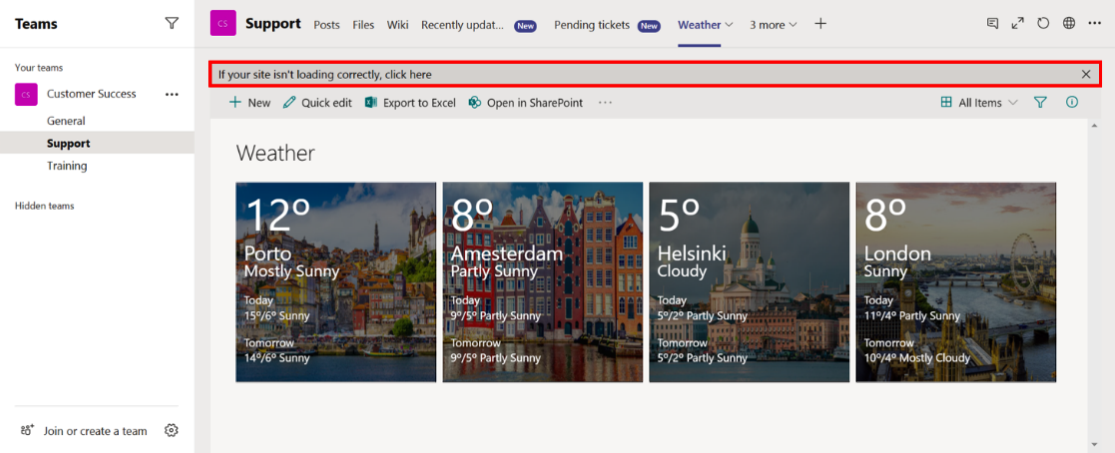 Teams
Your teams
CS Customer Success ...
General
Support
Training
Hidden teams
Join or create a team
CS Support Posts Files Wiki Recently updat... New Pending tickets New Weather 3 more
If your site isn't loading correctly, click here
New Quick edit Export to Excel Open in SharePoint ... All Items
Weather
12º
Porto
Mostly Sunny
Today
15º/6º Sunny
Tomorrow
14º/6º Sunny
8º
Amesterdam
Partly Sunny
Today
9º/5º Partly Sunny
Tomorrow
9º/5º Partly Sunny
5º
Helsinki
Cloudy
Today
5º/2º Partly Sunny
Tomorrow
5º/2º Partly Sunny
8º
London
Sunny
Today
11º/4º Partly Sunny
Tomorrow
10º/4º Mostly Cloudy